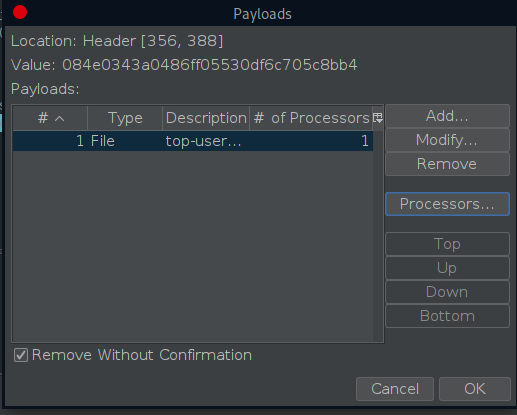 Payloads
Location: Header [356, 388]
Value: 084e0343a0486ff05530df6c705c8bb4
Payloads:
# Type Description # of Processors
1 File top-user... 1
Add...
Modify...
Remove
Processors...
Top
Up
Down
Bottom
Remove Without Confirmation
Cancel OK